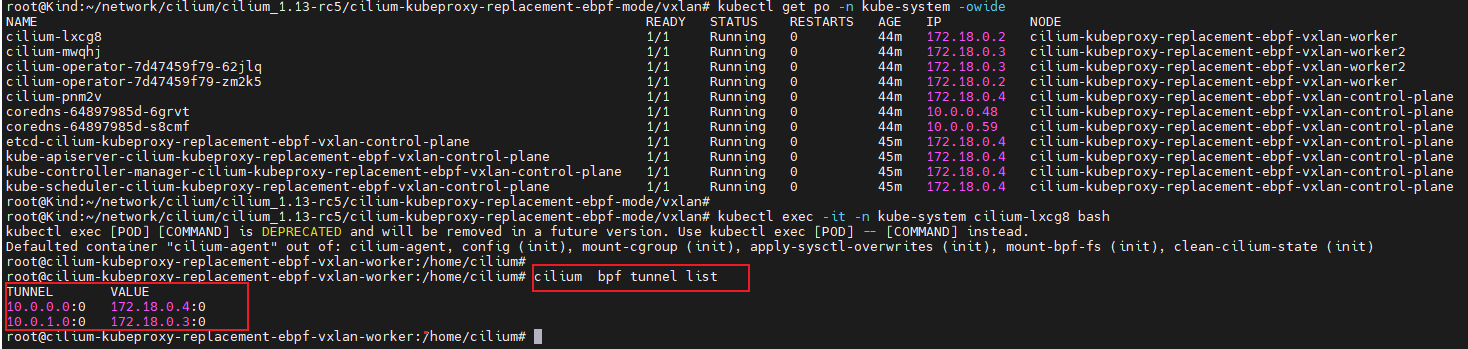 root@Kind:~/network/cilium/cilium_1.13-rc5/cilium-kubeproxy-replacement-ebpf-mode/vxlan# kubectl get po -n kube-system -owide
NAME READY STATUS RESTARTS AGE IP NODE
cilium-lxcg8 1/1 Running 0 44m 172.18.0.2 cilium-kubeproxy-replacement-ebpf-vxlan-worker
cilium-mwqhj 1/1 Running 0 44m 172.18.0.3 cilium-kubeproxy-replacement-ebpf-vxlan-worker2
cilium-operator-7d47459f79-62jlq 1/1 Running 0 44m 172.18.0.3 cilium-kubeproxy-replacement-ebpf-vxlan-worker2
cilium-operator-7d47459f79-zm2k5 1/1 Running 0 44m 172.18.0.2 cilium-kubeproxy-replacement-ebpf-vxlan-worker
cilium-pnm2v 1/1 Running 0 44m 172.18.0.4 cilium-kubeproxy-replacement-ebpf-vxlan-control-plane
coredns-64897985d-6grvt 1/1 Running 0 44m 10.0.0.48 cilium-kubeproxy-replacement-ebpf-vxlan-control-plane
coredns-64897985d-s8cmf 1/1 Running 0 44m 10.0.0.59 cilium-kubeproxy-replacement-ebpf-vxlan-control-plane
etcd-cilium-kubeproxy-replacement-ebpf-vxlan-control-plane 1/1 Running 0 45m 172.18.0.4 cilium-kubeproxy-replacement-ebpf-vxlan-control-plane
kube-apiserver-cilium-kubeproxy-replacement-ebpf-vxlan-control-plane 1/1 Running 0 45m 172.18.0.4 cilium-kubeproxy-replacement-ebpf-vxlan-control-plane
kube-controller-manager-cilium-kubeproxy-replacement-ebpf-vxlan-control-plane 1/1 Running 0 45m 172.18.0.4 cilium-kubeproxy-replacement-ebpf-vxlan-control-plane
kube-scheduler-cilium-kubeproxy-replacement-ebpf-vxlan-control-plane 1/1 Running 0 45m 172.18.0.4 cilium-kubeproxy-replacement-ebpf-vxlan-control-plane
root@Kind:~/network/cilium/cilium_1.13-rc5/cilium-kubeproxy-replacement-ebpf-mode/vxlan#
root@Kind:~/network/cilium/cilium_1.13-rc5/cilium-kubeproxy-replacement-ebpf-mode/vxlan# kubectl exec -it -n kube-system cilium-lxcg8 bash
kubectl exec [POD] [COMMAND] is DEPRECATED and will be removed in a future version. Use kubectl exec [POD] -- [COMMAND] instead.
Defaulted container "cilium-agent" out of: cilium-agent, config (init), mount-cgroup (init), apply-sysctl-overwrites (init), mount-bpf-fs (init), clean-cilium-state (init)
root@cilium-kubeproxy-replacement-ebpf-vxlan-worker:/home/cilium#
root@cilium-kubeproxy-replacement-ebpf-vxlan-worker:/home/cilium# cilium  bpf tunnel list
TUNNEL VALUE
10.0.0.0:0 172.18.0.4:0
10.0.1.0:0 172.18.0.3:0
root@cilium-kubeproxy-replacement-ebpf-vxlan-worker:/home/cilium#